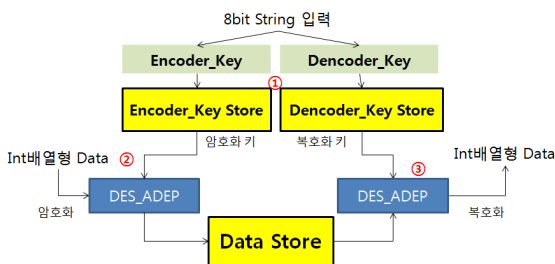 8bit String 입력
Encoder_Key
Dencoder_Key
①
Encoder_Key Store
Dencoder_Key Store
암호화 키
복호화 키
Int배열형 Data
②
③
Int배열형 Data
DES_ADEP
DES_ADEP
암호화
복호화
Data Store